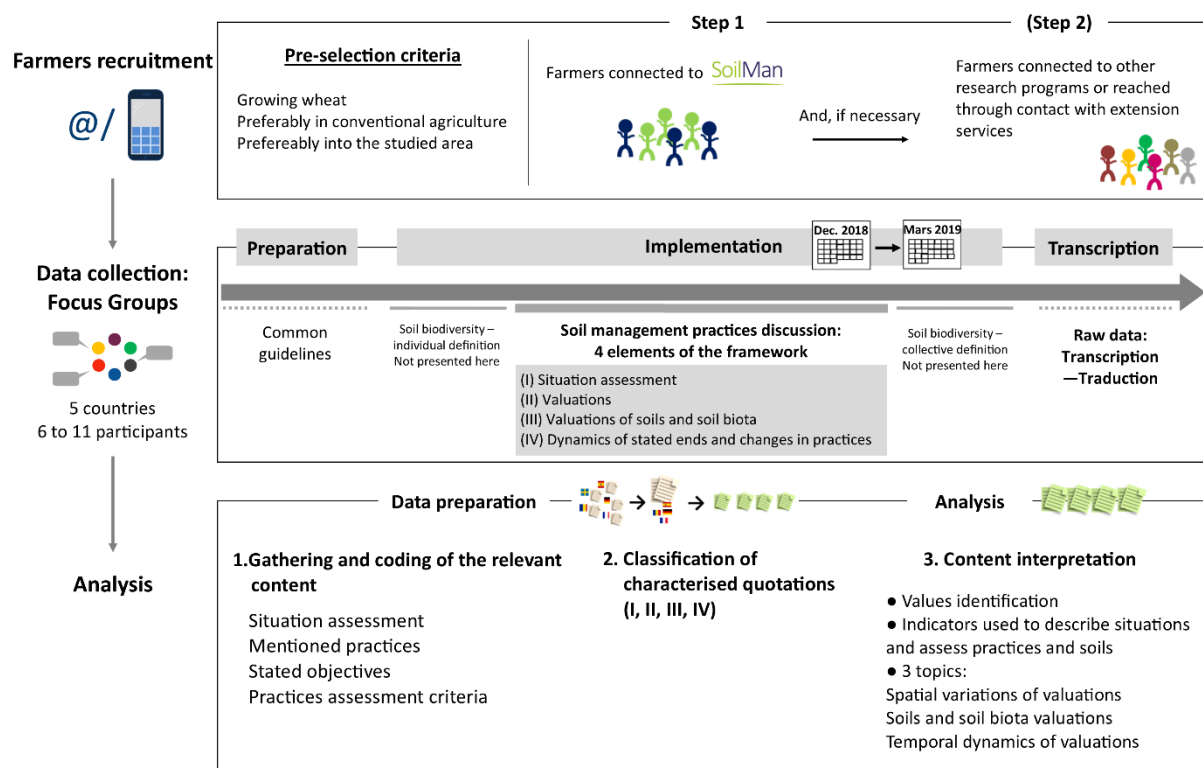 Farmers recruitment
@/
Pre-selection criteria
Growing wheat
Preferably in conventional agriculture
Prefereably into the studied area
Step 1
Farmers connected to SoilMan
And, if necessary
(Step 2)
Farmers connected to other
research programs or reached
through contact with extension
services
Data collection:
Focus Groups
5 countries
6 to 11 participants
Preparation
Implementation
Dec. 2018
Mars 2019
Transcription
Common
guidelines
Soil biodiversity –
individual definition
Not presented here
Soil management practices discussion:
4 elements of the framework
(I) Situation assessment
(II) Valuations
(III) Valuations of soils and soil biota
(IV) Dynamics of stated ends and changes in practices
Soil biodiversity –
collective definition
Not presented here
Raw data:
Transcription
—Traduction
Analysis
Data preparation
Analysis
1.Gathering and coding of the relevant
content
Situation assessment
Mentioned practices
Stated objectives
Practices assessment criteria
2. Classification of
characterised quotations
(I, II, III, IV)
3. Content interpretation
● Values identification
● Indicators used to describe situations
and assess practices and soils
● 3 topics:
Spatial variations of valuations
Soils and soil biota valuations
Temporal dynamics of valuations